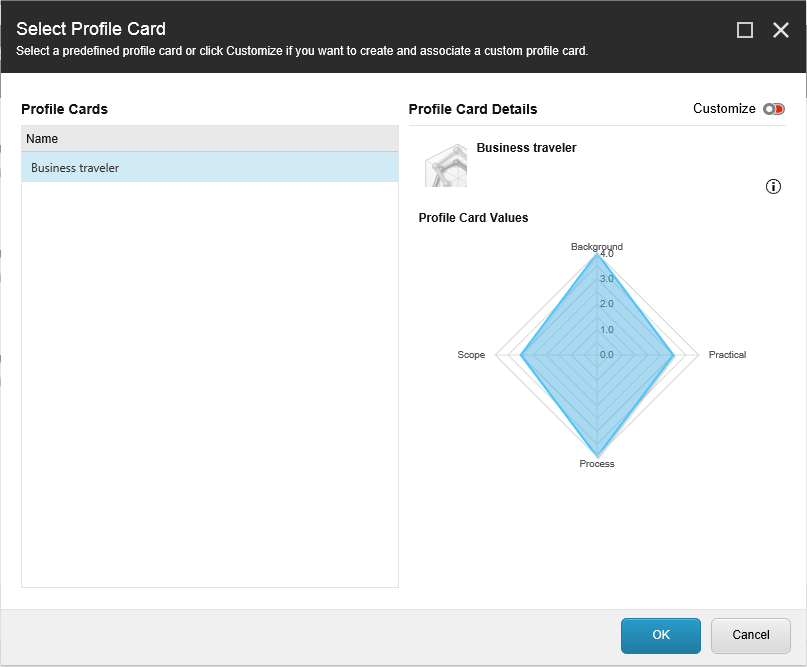 Select Profile Card
Select a predefined profile card or click Customize if you want to create and associate a custom profile card.
Profile Cards
Name
Business traveler
Profile Card Details
Customize
Business traveler
Profile Card Values
Background
4.0
3.0
2.0
1.0
0.0
Scope
Practical
Process
OK
Cancel